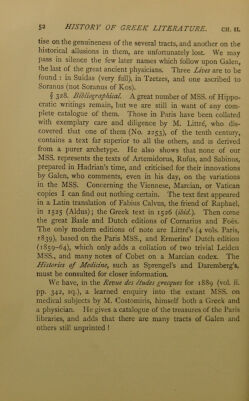 52 HISTORY OF GREEK LITERATURE. CH. II.
tise on the genuineness of the several tracts, and another on the
historical allusions in them, are unfortunately lost. We may
pass in silence the few later names which follow upon Galen,
the last of the great ancient physicians. Three Lives are to be
found: in Suidas (very full), in Tzetzes, and one ascribed to
Soranus (not Soranus of Kos).
§ 528. Bibliographical. A great number of MSS. of Hippo-
cratic writings remain, but we are still in want of any com-
plete catalogue of them. Those in Paris have been collated
with exemplary care and diligence by M. Littré, who dis-
covered that one of them (No. 2253), of the tenth century,
contains a text far superior to all the others, and is derived
from a purer archetype. He also shows that none of our
MSS. represents the texts of Artemidorus, Rufus, and Sabinus,
prepared in Hadrian's time, and criticised for their innovations
by Galen, who comments, even in his day, on the variations
in the MSS. Concerning the Viennese, Marcian, or Vatican
copies I can find out nothing certain. The text first appeared
in a Latin translation of Fabius Calvus, the friend of Raphael,
in 1525 (Aldus); the Greek text in 1526 (ibid.). Then come
the great Basle and Dutch editions of Cornarius and Foës.
The only modern editions of note are Littré's (4 vols. Paris,
1839), based on the Paris MSS., and Ermerins' Dutch edition
(1859-64), which only adds a collation of two trivial Leiden
MSS., and many notes of Cobet on a Marcian codex. The
Histories of Medicine, such as Sprengel's and Daremberg's,
must be consulted for closer information.
We have, in the Revue des études grecques for 1889 (vol. ii.
pp. 342, sq.), a learned enquiry into the extant MSS. on
medical subjects by M. Costomiris, himself both a Greek and
a physician. He gives a catalogue of the treasures of the Paris
libraries, and adds that there are many tracts of Galen and
others still unprinted!